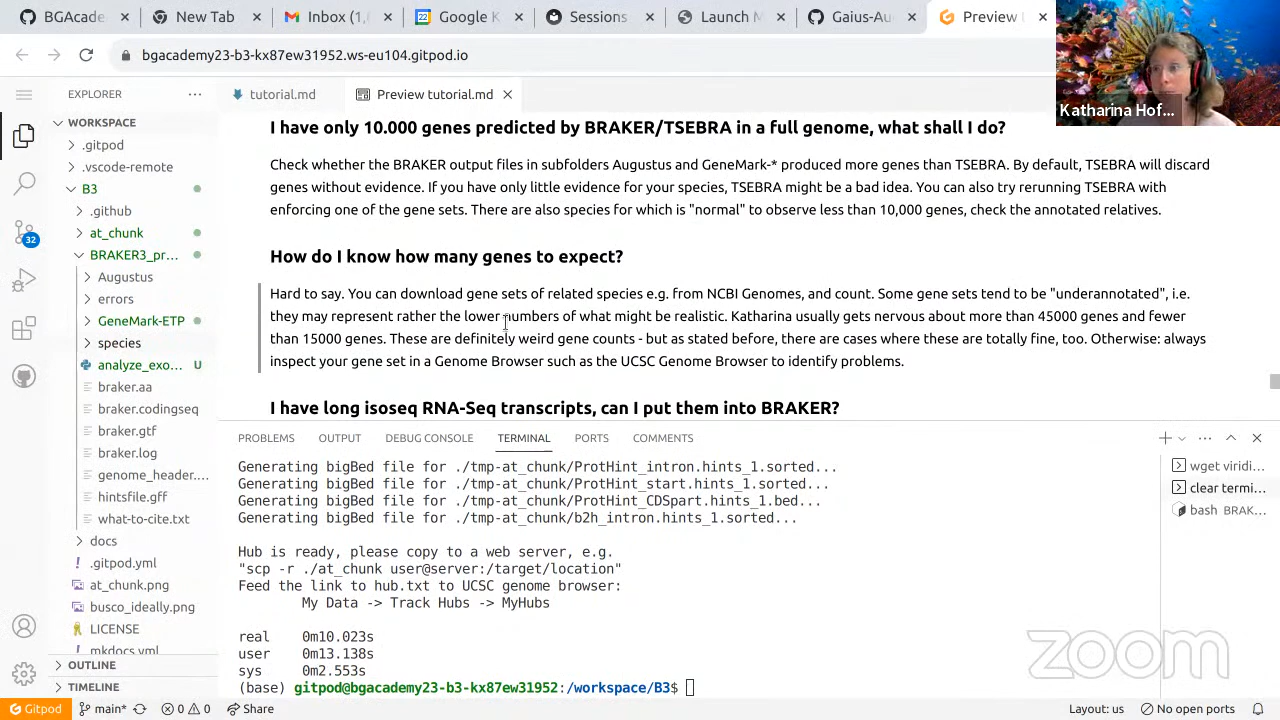 BGAcade
New Tab
Inbox (1,
Google K
Sessions
Launch M
Gaius-Au
Preview
bgacademy23-b3-kx87ew31952.ws-eu104.gitpod.io
Katharina Hof...
EXPLORER
tutorial.md
Preview tutorial.md
WORKSPACE
.gitpod
.vscode-remote
B3
.github
at_chunk
BRAKER3_pr...
Augustus
errors
GeneMark-ETP
species
analyze_exo... U
braker.aa
braker.codingseq
braker.gtf
braker.log
genome_header....
hintsfile.gff
what-to-cite.txt
docs
.gitpod.yml
at_chunk.png
busco_ideally.png
LICENSE
mkdocs.yml
OUTLINE
TIMELINE
32
I have only 10.000 genes predicted by BRAKER/TSEBRA in a full genome, what shall I do?
Check whether the BRAKER output files in subfolders Augustus and GeneMark-* produced more genes than TSEBRA. By default, TSEBRA will discard
genes without evidence. If you have only little evidence for your species, TSEBRA might be a bad idea. You can also try rerunning TSEBRA with
enforcing one of the gene sets. There are also species for which is "normal" to observe less than 10,000 genes, check the annotated relatives.
How do I know how many genes to expect?
Hard to say. You can download gene sets of related species e.g. from NCBI Genomes, and count. Some gene sets tend to be "underannotated", i.e.
they may represent rather the lower numbers of what might be realistic. Katharina usually gets nervous about more than 45000 genes and fewer
than 15000 genes. These are definitely weird gene counts - but as stated before, there are cases where these are totally fine, too. Otherwise: always
inspect your gene set in a Genome Browser such as the UCSC Genome Browser to identify problems.
I have long isoseq RNA-Seq transcripts, can I put them into BRAKER?
PROBLEMS OUTPUT DEBUG CONSOLE TERMINAL PORTS COMMENTS
Generating bigBed file for ./tmp-at_chunk/ProtHint_intron.hints_1.sorted...
Generating bigBed file for ./tmp-at_chunk/ProtHint_start.hints_1.sorted...
Generating bigBed file for ./tmp-at_chunk/ProtHint_CDSpart.hints_1.bed...
Generating bigBed file for ./tmp-at_chunk/b2h_intron.hints_1.sorted...
Hub is ready, please copy to a web server, e.g.
"scp -r ./at_chunk user@server:/target/location"
Feed the link to hub.txt to UCSC genome browser:
My Data -> Track Hubs -> MyHubs
real 0m10.023s
user 0m13.138s
sys 0m2.553s
(base) gitpod@bgacademy23-b3-kx87ew31952:/workspace/B3$
wget viridi...
clear termi...
bash BRAK...
zoom
Gitpod main* 0 0 Share
Layout: us No open ports